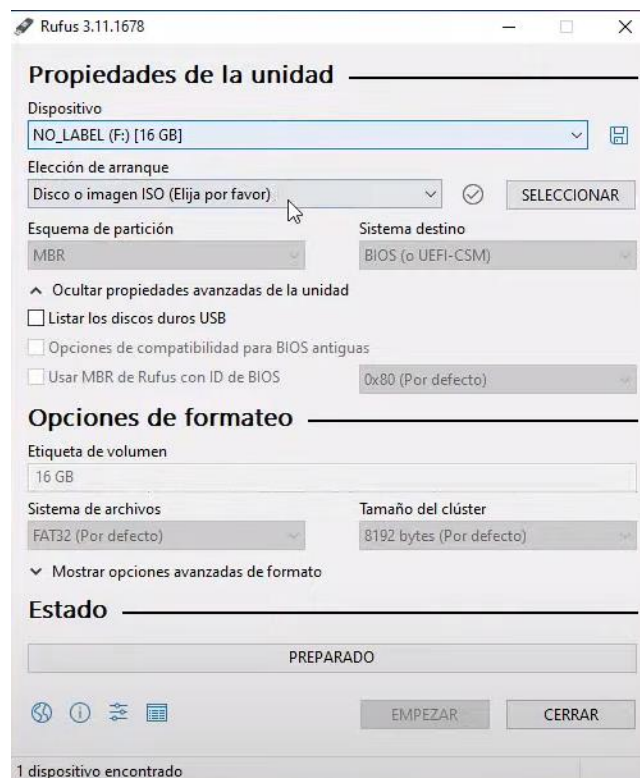 Rufus 3.11.1678
Propiedades de la unidad
Dispositivo
NO_LABEL (F:) [16 GB]
Elección de arranque
Disco o imagen ISO (Elija por favor)
SELECCIONAR
Esquema de partición
Sistema destino
MBR
BIOS (o UEFI-CSM)
Ocultar propiedades avanzadas de la unidad
Listar los discos duros USB
Opciones de compatibilidad para BIOS antiguas
Usar MBR de Rufus con ID de BIOS
0x80 (Por defecto)
Opciones de formateo
Etiqueta de volumen
16 GB
Sistema de archivos
Tamaño del clúster
FAT32 (Por defecto)
8192 bytes (Por defecto)
Mostrar opciones avanzadas de formato
Estado
PREPARADO
EMPEZAR
CERRAR
1 dispositivo encontrado